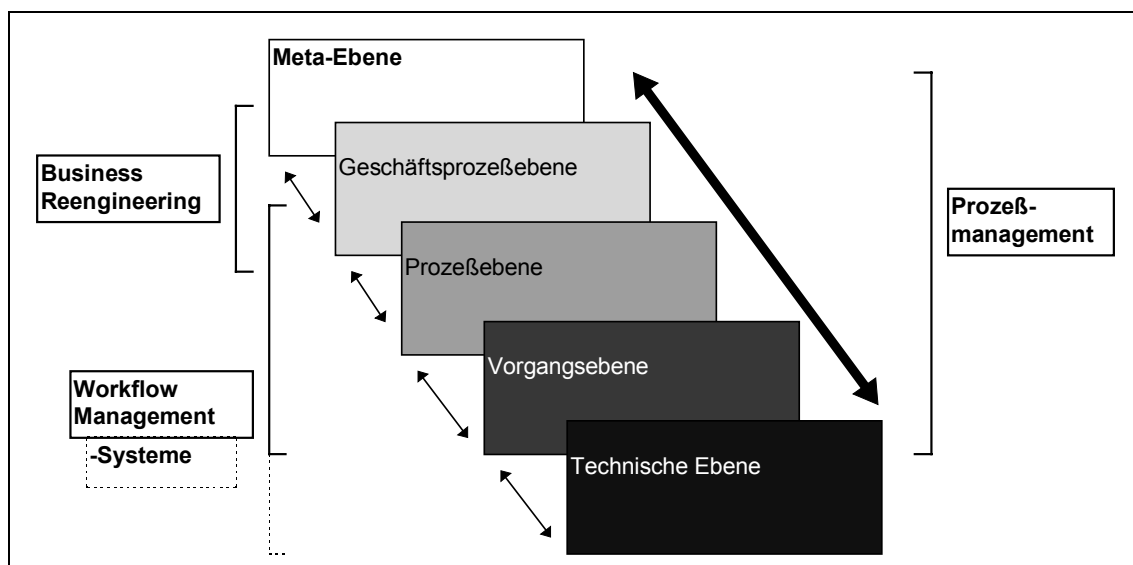 Meta-Ebene
Geschäftsprozeßebene
Business
Reengineering
Prozeß-
management
Prozeßebene
Vorgangsebene
Workflow
Management
-Systeme
Technische Ebene